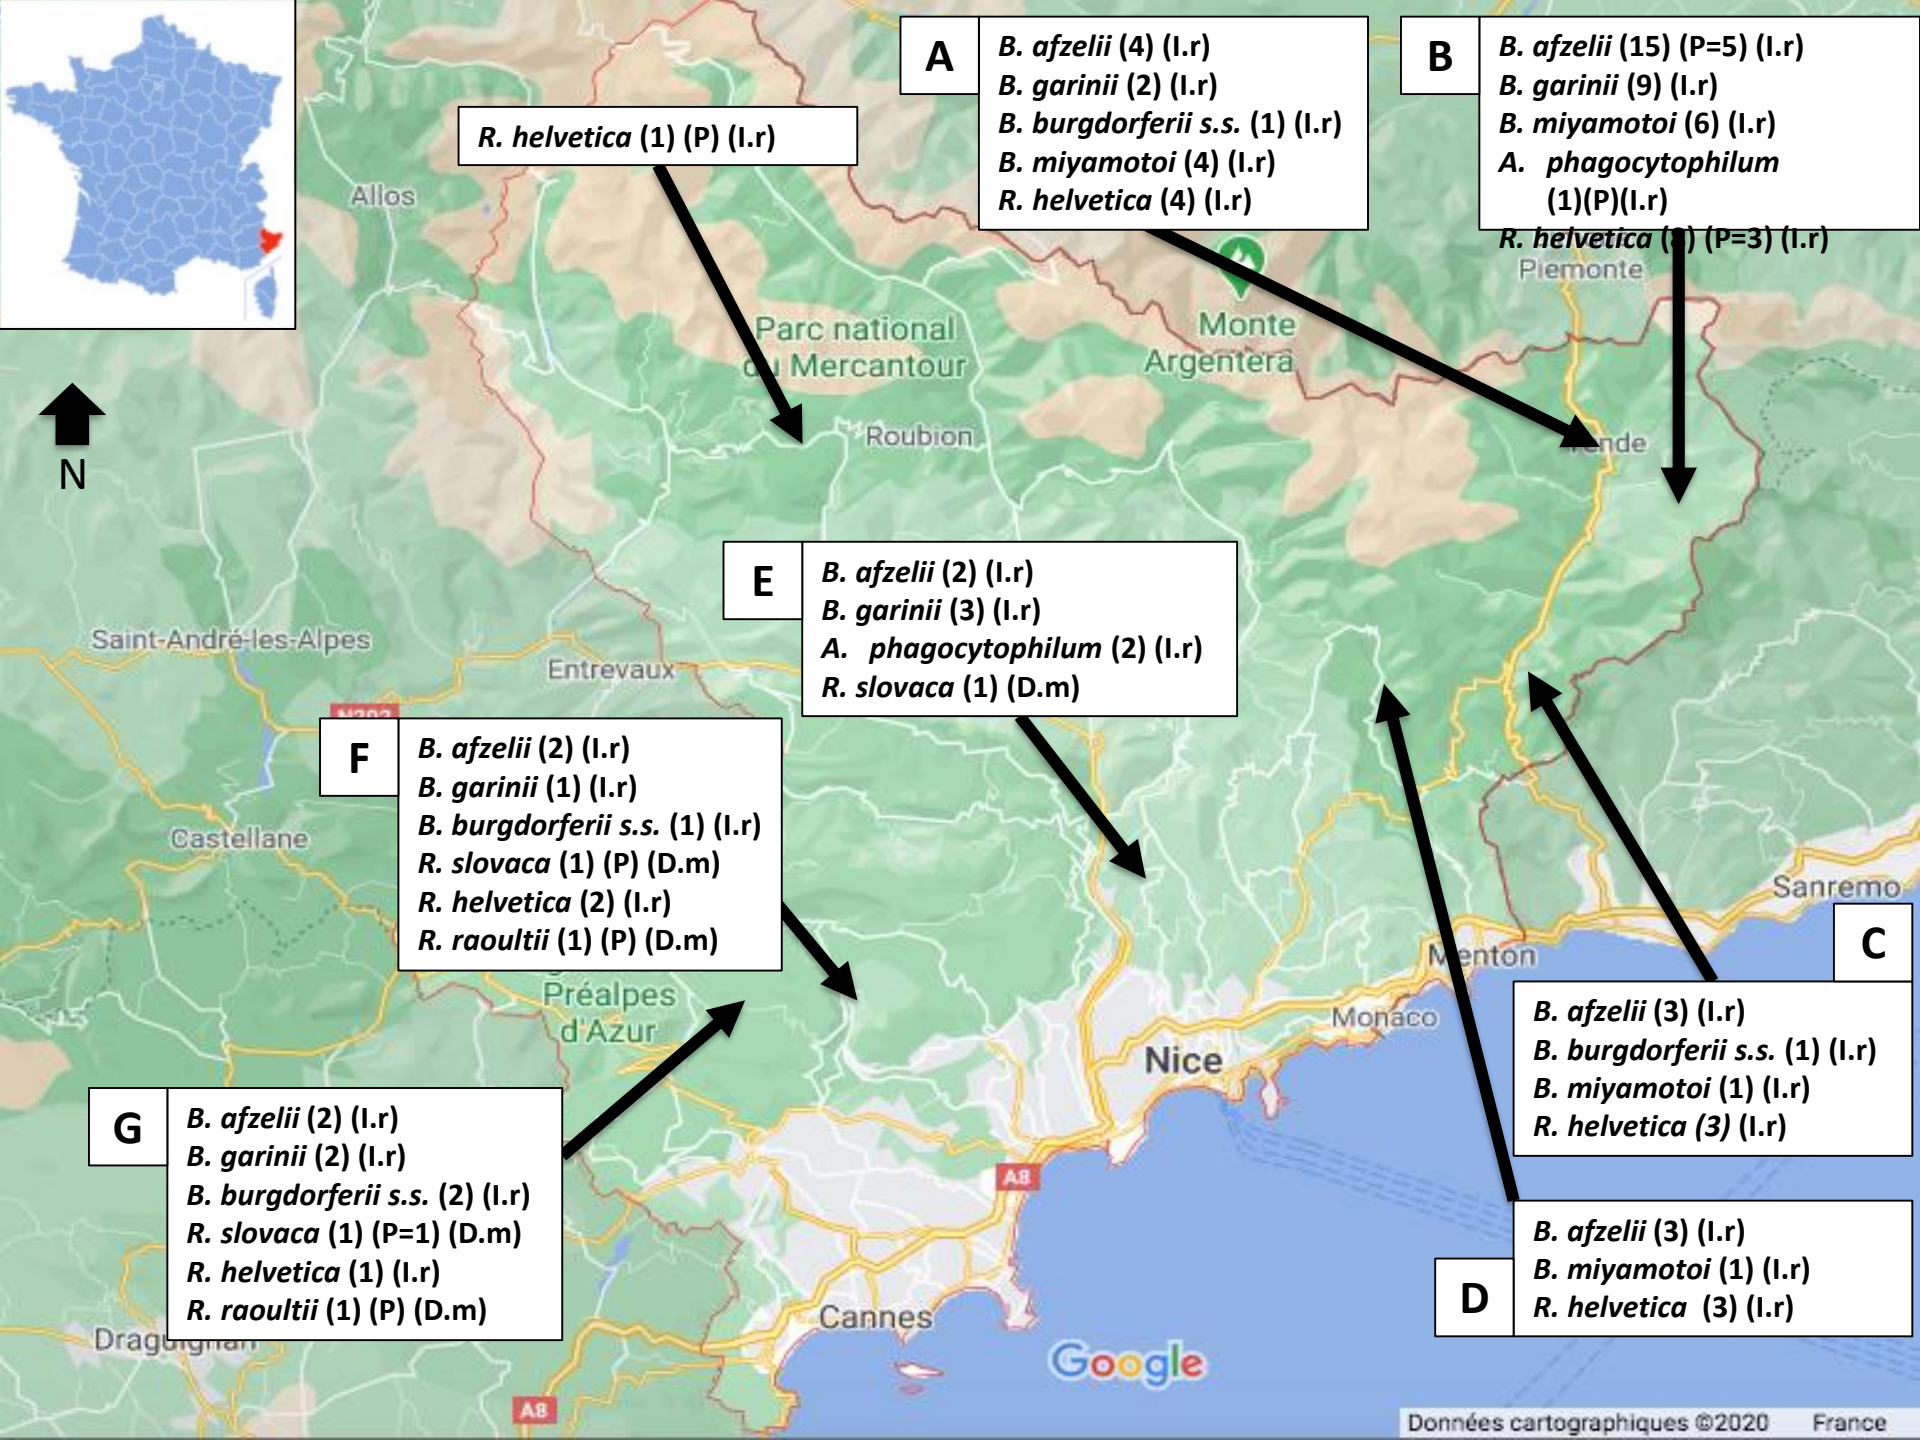 A
B. afzelii (4) (I.r)
B. garinii (2) (I.r)
B. burgdorferii s.s. (1) (I.r)
B. miyamotoi (4) (I.r)
R. helvetica (4) (I.r)
B
B. afzelii (15) (P=5) (I.r)
B. garinii (9) (I.r)
B. miyamotoi (6) (I.r)
A. phagocytophilum
(1)(P)(I.r)
R. helvetica (8) (P=3) (I.r)
R. helvetica (1) (P) (I.r)
Allos
Piemonte
Parc national
du Mercantour
Monte
Argentera
Roubion
N
E
B. afzelii (2) (I.r)
B. garinii (3) (I.r)
A. phagocytophilum (2) (I.r)
R. slovaca (1) (D.m)
Saint-André-les-Alpes
Entrevaux
N202
F
B. afzelii (2) (I.r)
B. garinii (1) (I.r)
B. burgdorferii s.s. (1) (I.r)
R. slovaca (1) (P) (D.m)
R. helvetica (2) (I.r)
R. raoultii (1) (P) (D.m)
Castellane
Sanremo
Menton
Monaco
Préalpes
d'Azur
Nice
C
B. afzelii (3) (I.r)
B. burgdorferii s.s. (1) (I.r)
B. miyamotoi (1) (I.r)
R. helvetica (3) (I.r)
G
B. afzelii (2) (I.r)
B. garinii (2) (I.r)
B. burgdorferii s.s. (2) (I.r)
R. slovaca (1) (P=1) (D.m)
R. helvetica (1) (I.r)
R. raoultii (1) (P) (D.m)
A8
D
B. afzelii (3) (I.r)
B. miyamotoi (1) (I.r)
R. helvetica (3) (I.r)
Cannes
Draguignan
Google
A8
Données cartographiques ©2020 France